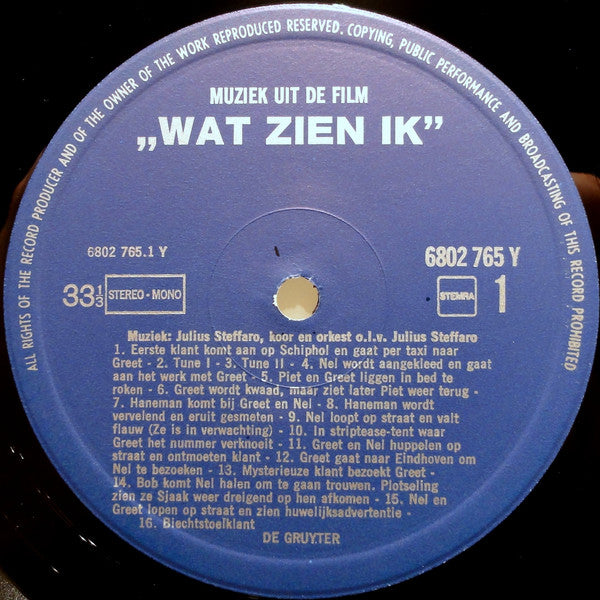 ALL RIGHTS OF THE RECORD PRODUCER AND OF THE OWNER OF THE WORK REPRODUCED RESERVED. COPYING, PUBLIC PERFORMANCE AND BROADCASTING OF THIS RECORD PROHIBITED
MUZIEK UIT DE FILM
„WAT ZIEN IK”
6802 765.1 Y
6802 765 Y
33⅓ STEREO - MONO
STEMRA 1
Muziek: Julius Steffaro, koor en orkest o.l.v. Julius Steffaro
1. Eerste klant komt aan op Schiphol en gaat per taxi naar
Greet - 2. Tune I - 3. Tune II - 4. Nel wordt aangekleed en gaat
aan het werk met Greet - 5. Piet en Greet liggen in bed te
roken - 6. Greet wordt kwaad, maar ziet later Piet weer terug -
7. Haneman komt bij Greet en Nel - 8. Haneman wordt
vervelend en eruit gesmeten - 9. Nel loopt op straat en valt
flauw (Ze is in verwachting) - 10. In striptease-tent waar
Greet het nummer verknoeit - 11. Greet en Nel huppelen op
straat en ontmoeten klant - 12. Greet gaat naar Eindhoven om
Nel te bezoeken - 13. Mysterieuze klant bezoekt Greet -
14. Bob komt Nel halen om te gaan trouwen. Plotseling
zien ze Sjaak weer dreigend op hen afkomen - 15. Nel en
Greet lopen op straat en zien huwelijksadvertentie -
16. Biechtstoelklant
DE GRUYTER